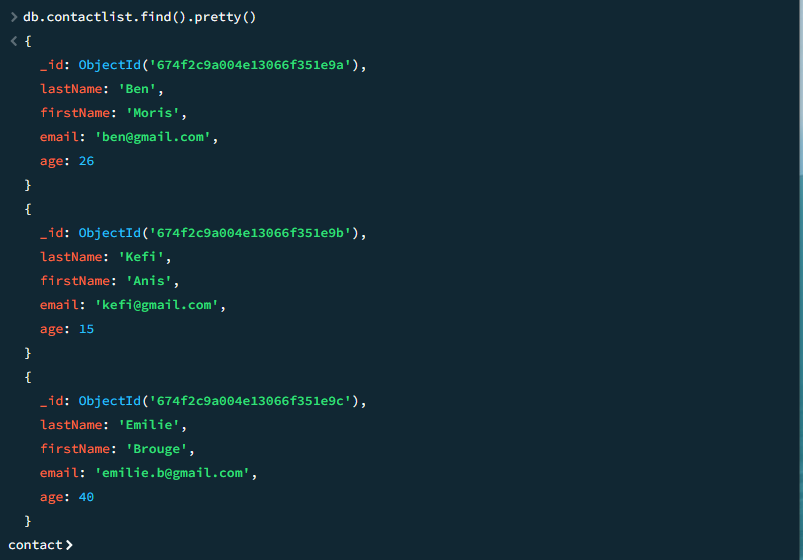 > db.contactlist.find().pretty()
< {
_id: ObjectId('674f2c9a004e13066f351e9a'),
lastName: 'Ben',
firstName: 'Moris',
email: 'ben@gmail.com',
age: 26
}
{
_id: ObjectId('674f2c9a004e13066f351e9b'),
lastName: 'Kefi',
firstName: 'Anis',
email: 'kefi@gmail.com',
age: 15
}
{
_id: ObjectId('674f2c9a004e13066f351e9c'),
lastName: 'Emilie',
firstName: 'Brouge',
email: 'emilie.b@gmail.com',
age: 40
}
contact>